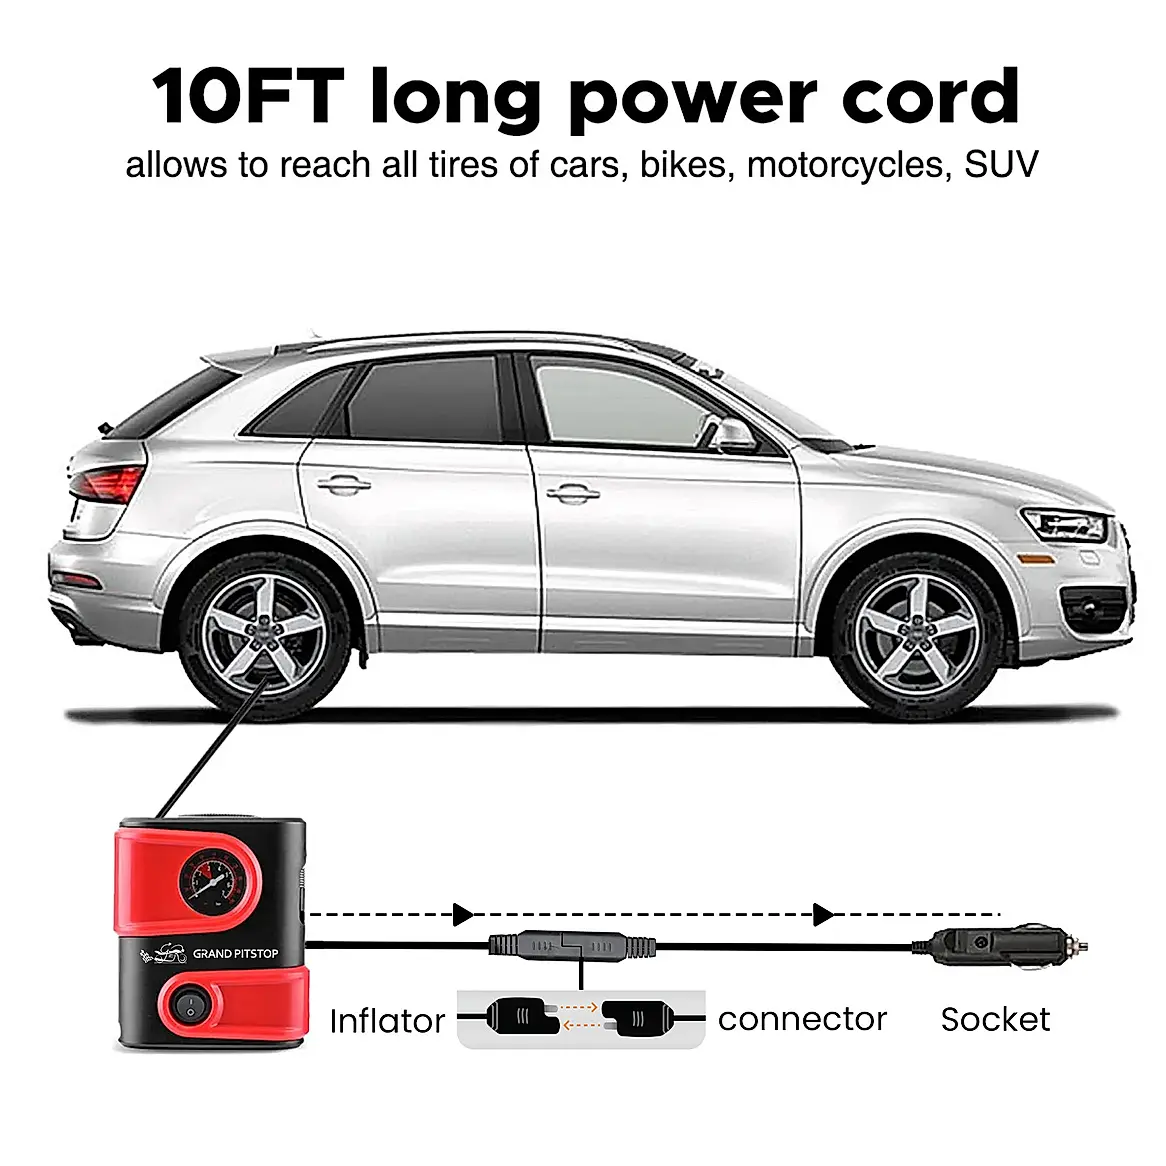 10FT long power cord
allows to reach all tires of cars, bikes, motorcycles, SUV
GRAND PITSTOP
Inflator
connector
Socket